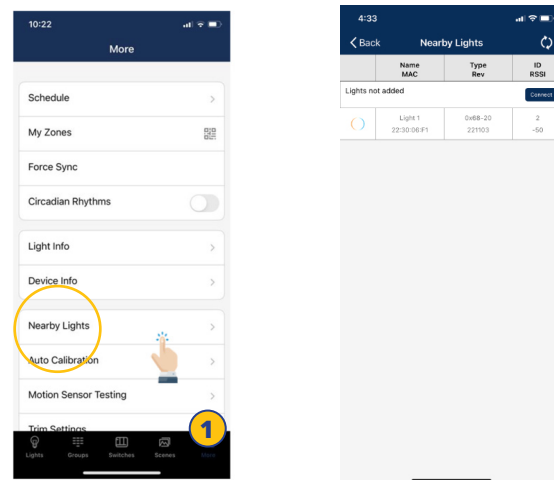 10:22
More
Schedule
My Zones
Force Sync
Circadian Rhythms
Light Info
Device Info
Nearby Lights
Auto Calibration
Motion Sensor Testing
Trim Settings
1
Lights Groups Switches Scenes More
4:33
Back Nearby Lights
Name Type ID
MAC Rev RSSI
Lights not added Connect
Light 1 0x68-20 2
22:30:06:F1 221103 -50